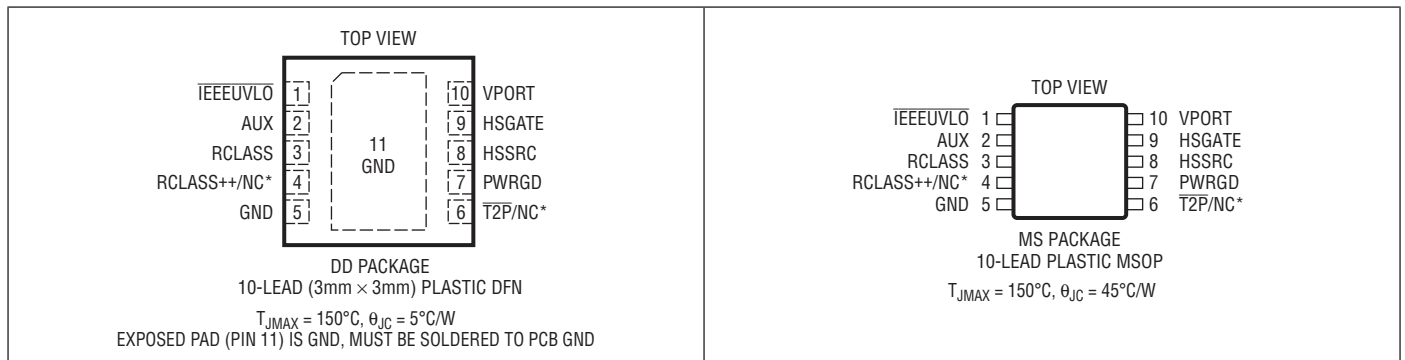 TOP VIEW
IEEEUVLO 1
AUX 2
RCLASS 3
RCLASS++/NC* 4
GND 5
11
GND
10 VPORT
9 HSGATE
8 HSSRC
7 PWRGD
6 T2P/NC*
DD PACKAGE
10-LEAD (3mm × 3mm) PLASTIC DFN
TJMAX = 150°C, θJC = 5°C/W
EXPOSED PAD (PIN 11) IS GND, MUST BE SOLDERED TO PCB GND
TOP VIEW
IEEEUVLO 1
AUX 2
RCLASS 3
RCLASS++/NC* 4
GND 5
10 VPORT
9 HSGATE
8 HSSRC
7 PWRGD
6 T2P/NC*
MS PACKAGE
10-LEAD PLASTIC MSOP
TJMAX = 150°C, θJC = 45°C/W